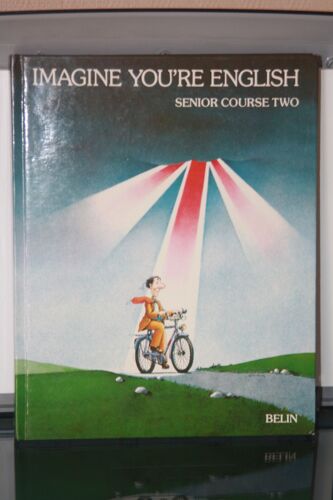 IMAGINE YOU'RE ENGLISH
SENIOR COURSE TWO
BELIN